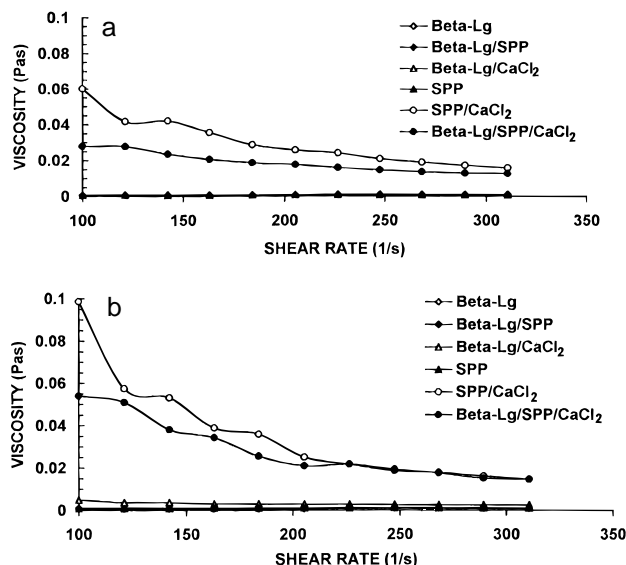 a
VISCOSITY (Pas)
0.1
0.08
0.06
0.04
0.02
0
100 150 200 250 300 350
SHEAR RATE (1/s)
Beta-Lg
Beta-Lg/SPP
Beta-Lg/CaCl₂
SPP
SPP/CaCl₂
Beta-Lg/SPP/CaCl₂
b
VISCOSITY (Pas)
0.1
0.08
0.06
0.04
0.02
0
100 150 200 250 300 350
SHEAR RATE (1/s)
Beta-Lg
Beta-Lg/SPP
Beta-Lg/CaCl₂
SPP
SPP/CaCl₂
Beta-Lg/SPP/CaCl₂